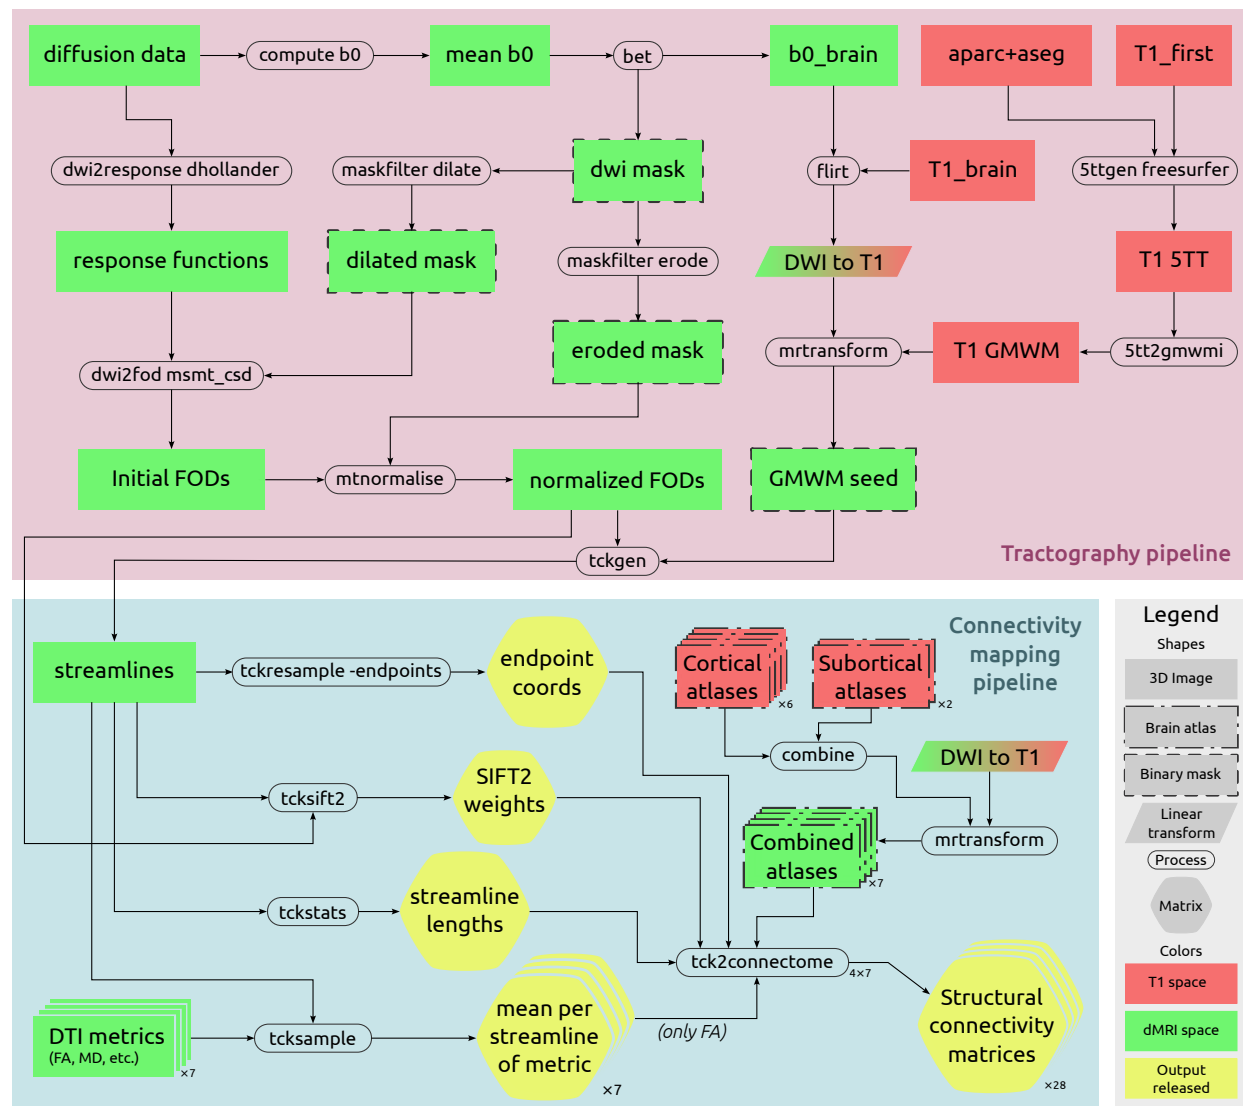 diffusion data
compute b0
mean b0
bet
b0_brain
aparc+aseg
T1_first
dwi2response dhollander
maskfilter dilate
dwi mask
flirt
T1_brain
5ttgen freesurfer
response functions
dilated mask
maskfilter erode
DWI to T1
T1 5TT
eroded mask
mrtransform
T1 GMWM
5tt2gmwmi
dwi2fod msmt_csd
Initial FODs
mtnormalise
normalized FODs
GMWM seed
tckgen
Tractography pipeline
streamlines
tckresample -endpoints
endpoint
coords
Cortical
atlases
×6
Subortical
atlases
×2
Connectivity
mapping
pipeline
combine
DWI to T1
tcksift2
SIFT2
weights
mrtransform
Combined
atlases
×7
tckstats
streamline
lengths
tck2connectome
4×7
DTI metrics
(FA, MD, etc.)
×7
tcksample
mean per
streamline
of metric
×7
(only FA)
Structural
connectivity
matrices
×28
Legend
Shapes
3D Image
Brain atlas
Binary mask
Linear
transform
Process
Matrix
Colors
T1 space
dMRI space
Output
released